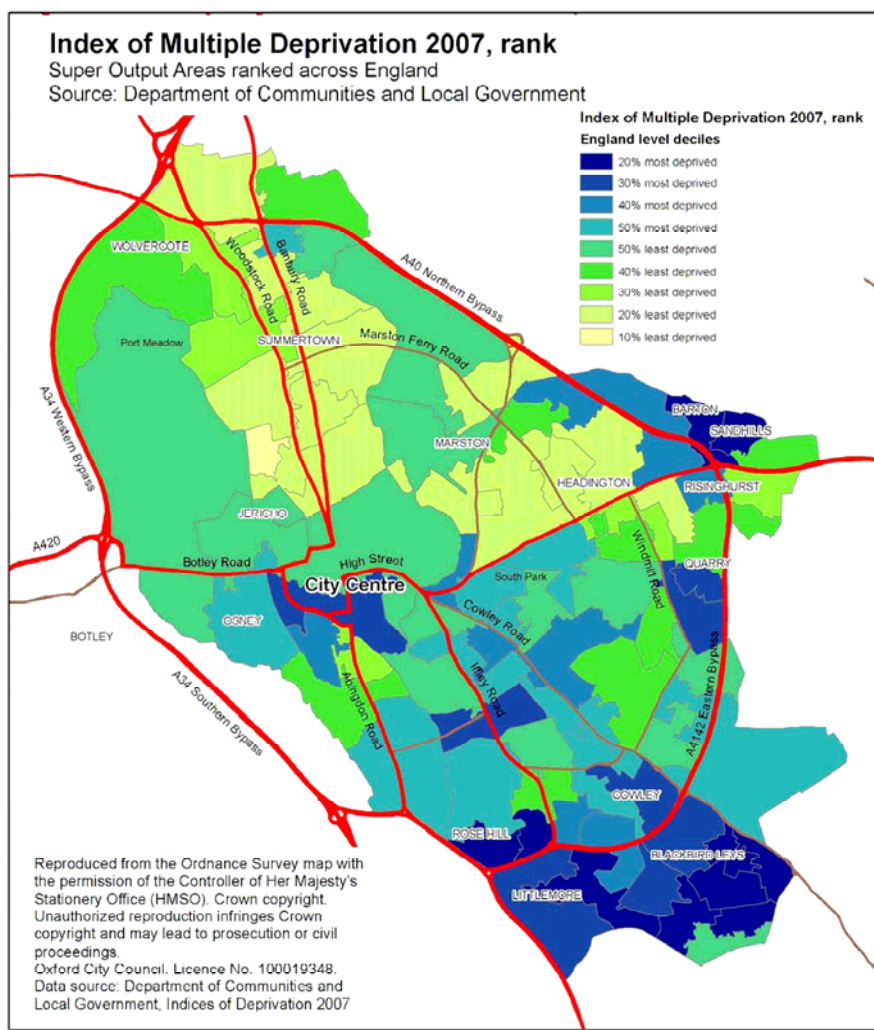 Index of Multiple Deprivation 2007, rank
Super Output Areas ranked across England
Source: Department of Communities and Local Government
Index of Multiple Deprivation 2007, rank
England level deciles
20% most deprived
30% most deprived
40% most deprived
50% most deprived
50% least deprived
40% least deprived
30% least deprived
20% least deprived
10% least deprived
WOLVERCOTE
Woodstock Road
Banbury Road
A40 Northern Bypass
Port Meadow
SUMMERTOWN
Marston Ferry Road
A34 Western Bypass
BARTON
SANDHILLS
MARSTON
HEADINGTON
RISINGHURST
JERICHO
A420
Botley Road
High Street
City Centre
South Park
Windmill Road
QUARRY
OSNEY
Cowley Road
BOTLEY
A34 Southern Bypass
Abingdon Road
Iffley Road
A4142 Eastern Bypass
COWLEY
ROSE HILL
BLACKBIRD LEYS
LITTLEMORE
Reproduced from the Ordnance Survey map with
the permission of the Controller of Her Majesty's
Stationery Office (HMSO). Crown copyright.
Unauthorized reproduction infringes Crown
copyright and may lead to prosecution or civil
proceedings.
Oxford City Council. Licence No. 100019348.
Data source: Department of Communities and
Local Government, Indices of Deprivation 2007